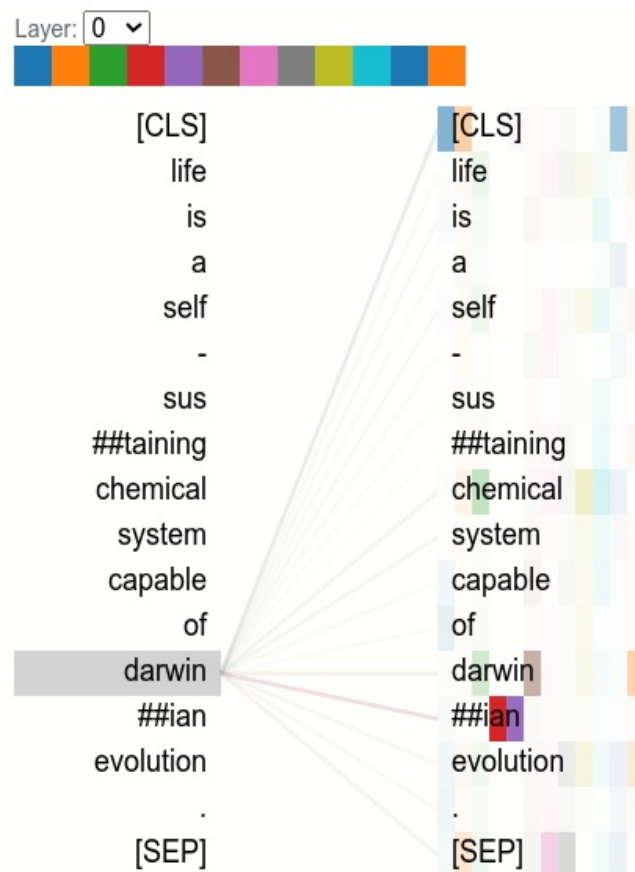 Layer: 0
[CLS] [CLS]
life life
is is
a a
self self
- -
sus sus
##taining ##taining
chemical chemical
system system
capable capable
of of
darwin darwin
##ian ##ian
evolution evolution
. .
[SEP] [SEP]